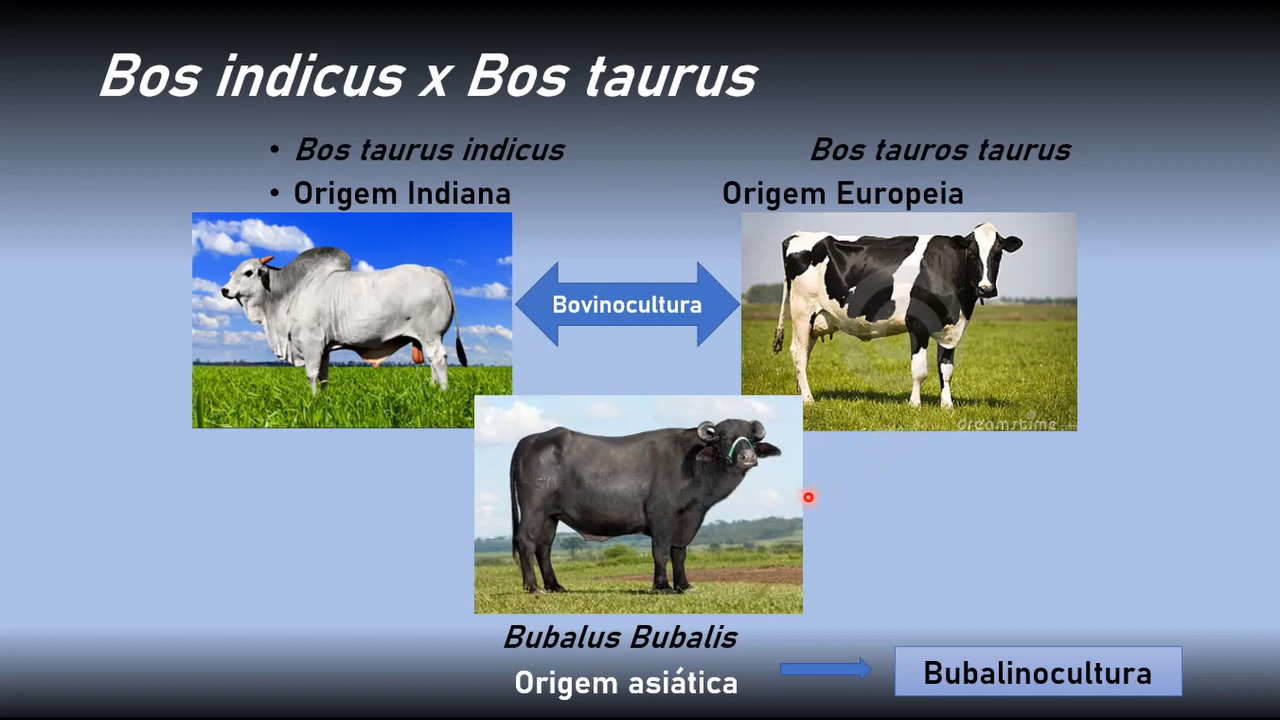 Bos indicus x Bos taurus
• Bos taurus indicus
• Origem Indiana
Bos tauros taurus
Origem Europeia
Bovinocultura
dreamstime
Bubalus Bubalis
Origem asiática
Bubalinocultura